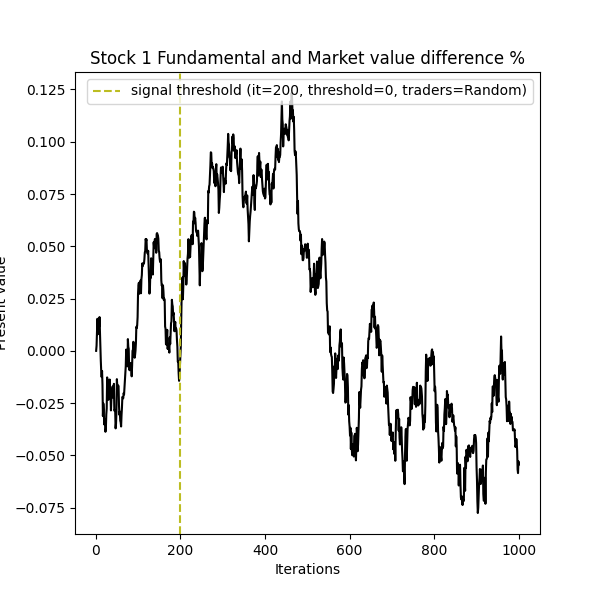 Stock 1 Fundamental and Market value difference %
signal threshold (it=200, threshold=0, traders=Random)
0.125
0.100
0.075
0.050
0.025
0.000
−0.025
−0.050
−0.075
Present value
0 200 400 600 800 1000
Iterations